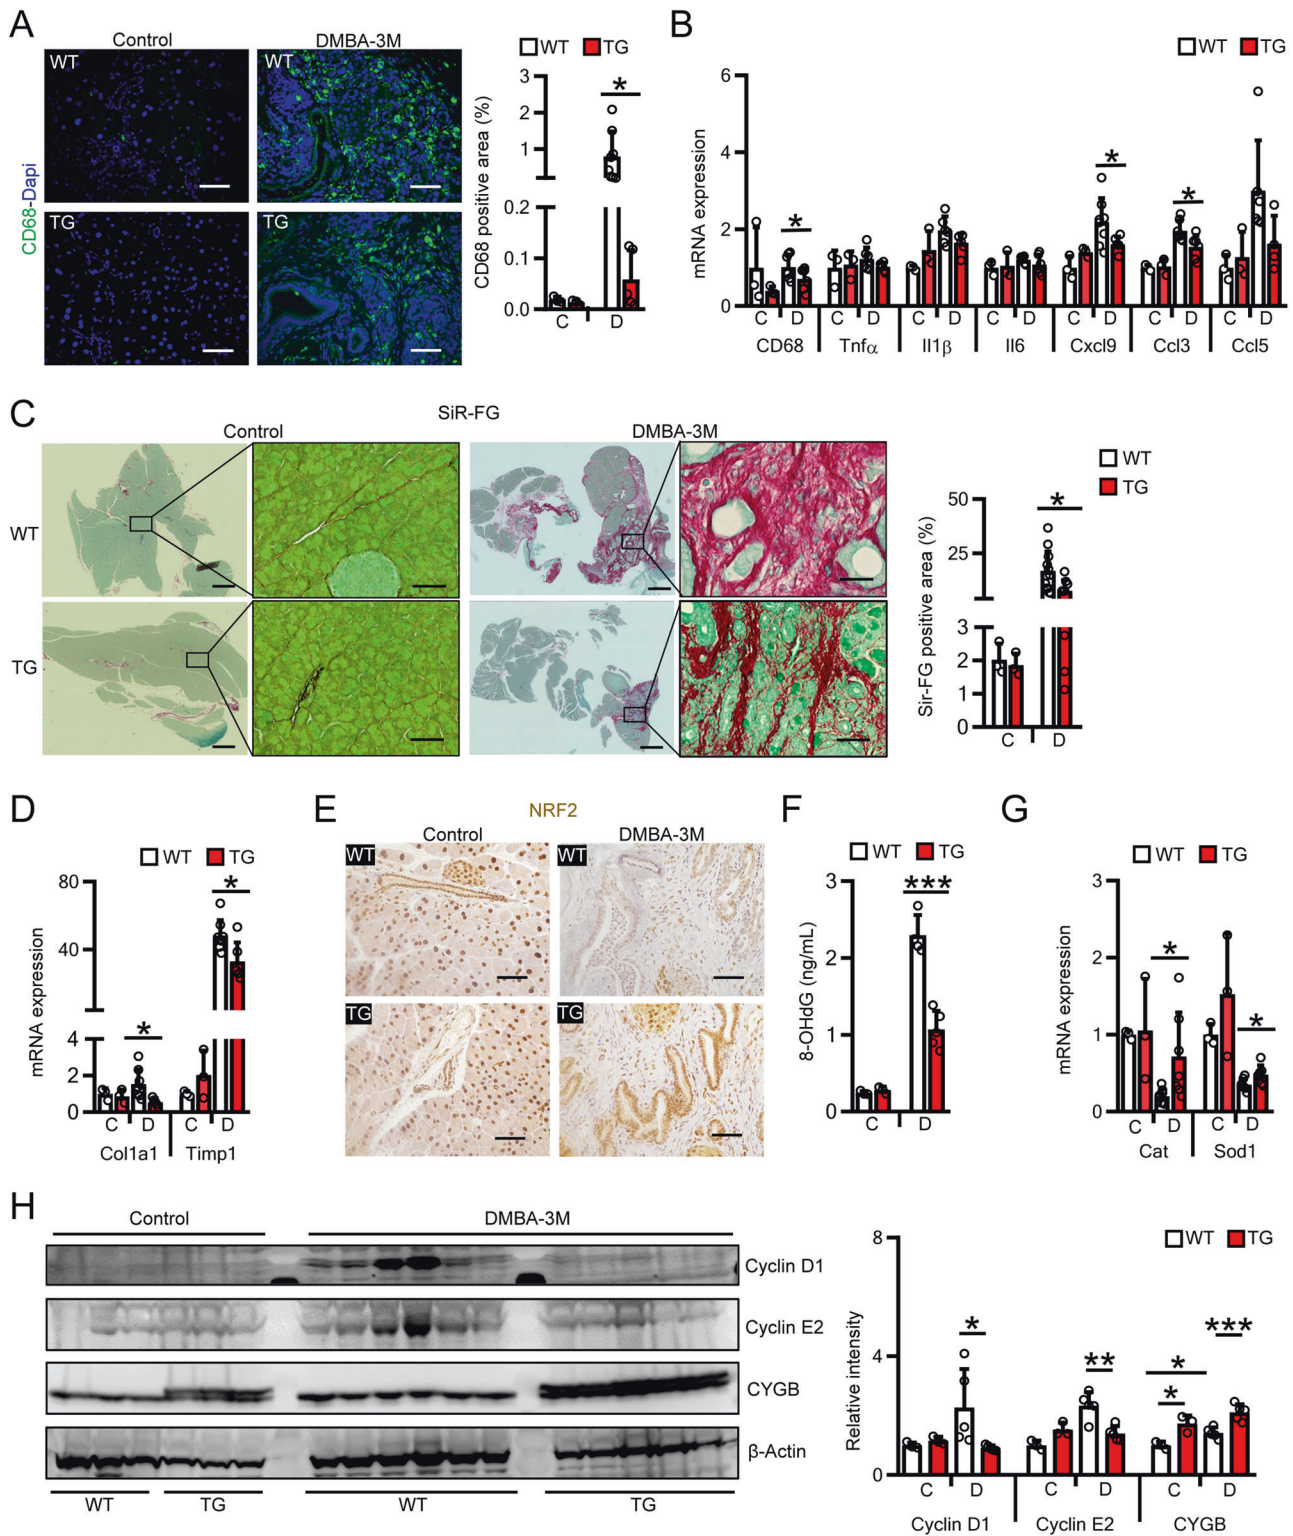 A
Control
DMBA-3M
WT
WT
TG
TG
CD68-Dapi
WT TG
*
CD68 positive area (%)
3
2
1
0.2
0.1
0.0
C D
B
WT TG
mRNA expression
6
4
2
0
*
*
*
C D C D C D C D C D C D C D
CD68 Tnfα Il1β Il6 Cxcl9 Ccl3 Ccl5
C
SiR-FG
Control
DMBA-3M
WT
TG
WT
TG
*
Sir-FG positive area (%)
50
25
3
2
1
0
C D
D
WT TG
mRNA expression
80
40
4
2
0
*
*
C D C D
Col1a1 Timp1
E
NRF2
Control
DMBA-3M
WT
WT
TG
TG
F
WT TG
***
8-OHdG (ng/mL)
3
2
1
0
C D
G
WT TG
mRNA expression
3
2
1
0
*
*
C D C D
Cat Sod1
H
Control
DMBA-3M
Cyclin D1
Cyclin E2
CYGB
β-Actin
WT TG WT TG
WT TG
Relative intensity
8
4
0
*
**
*
*
***
C D C D C D
Cyclin D1 Cyclin E2 CYGB